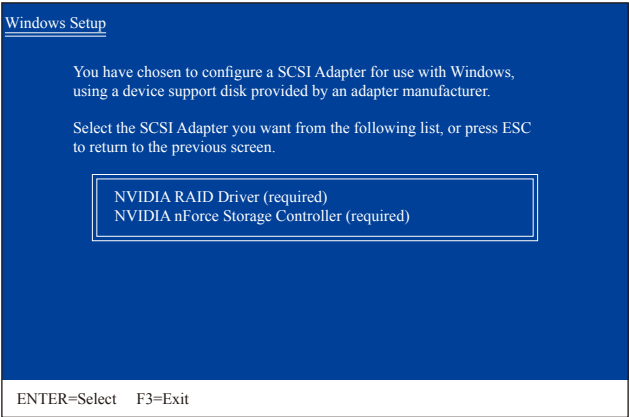 Windows Setup
You have chosen to configure a SCSI Adapter for use with Windows,
using a device support disk provided by an adapter manufacturer.
Select the SCSI Adapter you want from the following list, or press ESC
to return to the previous screen.
NVIDIA RAID Driver (required)
NVIDIA nForce Storage Controller (required)
ENTER=Select F3=Exit